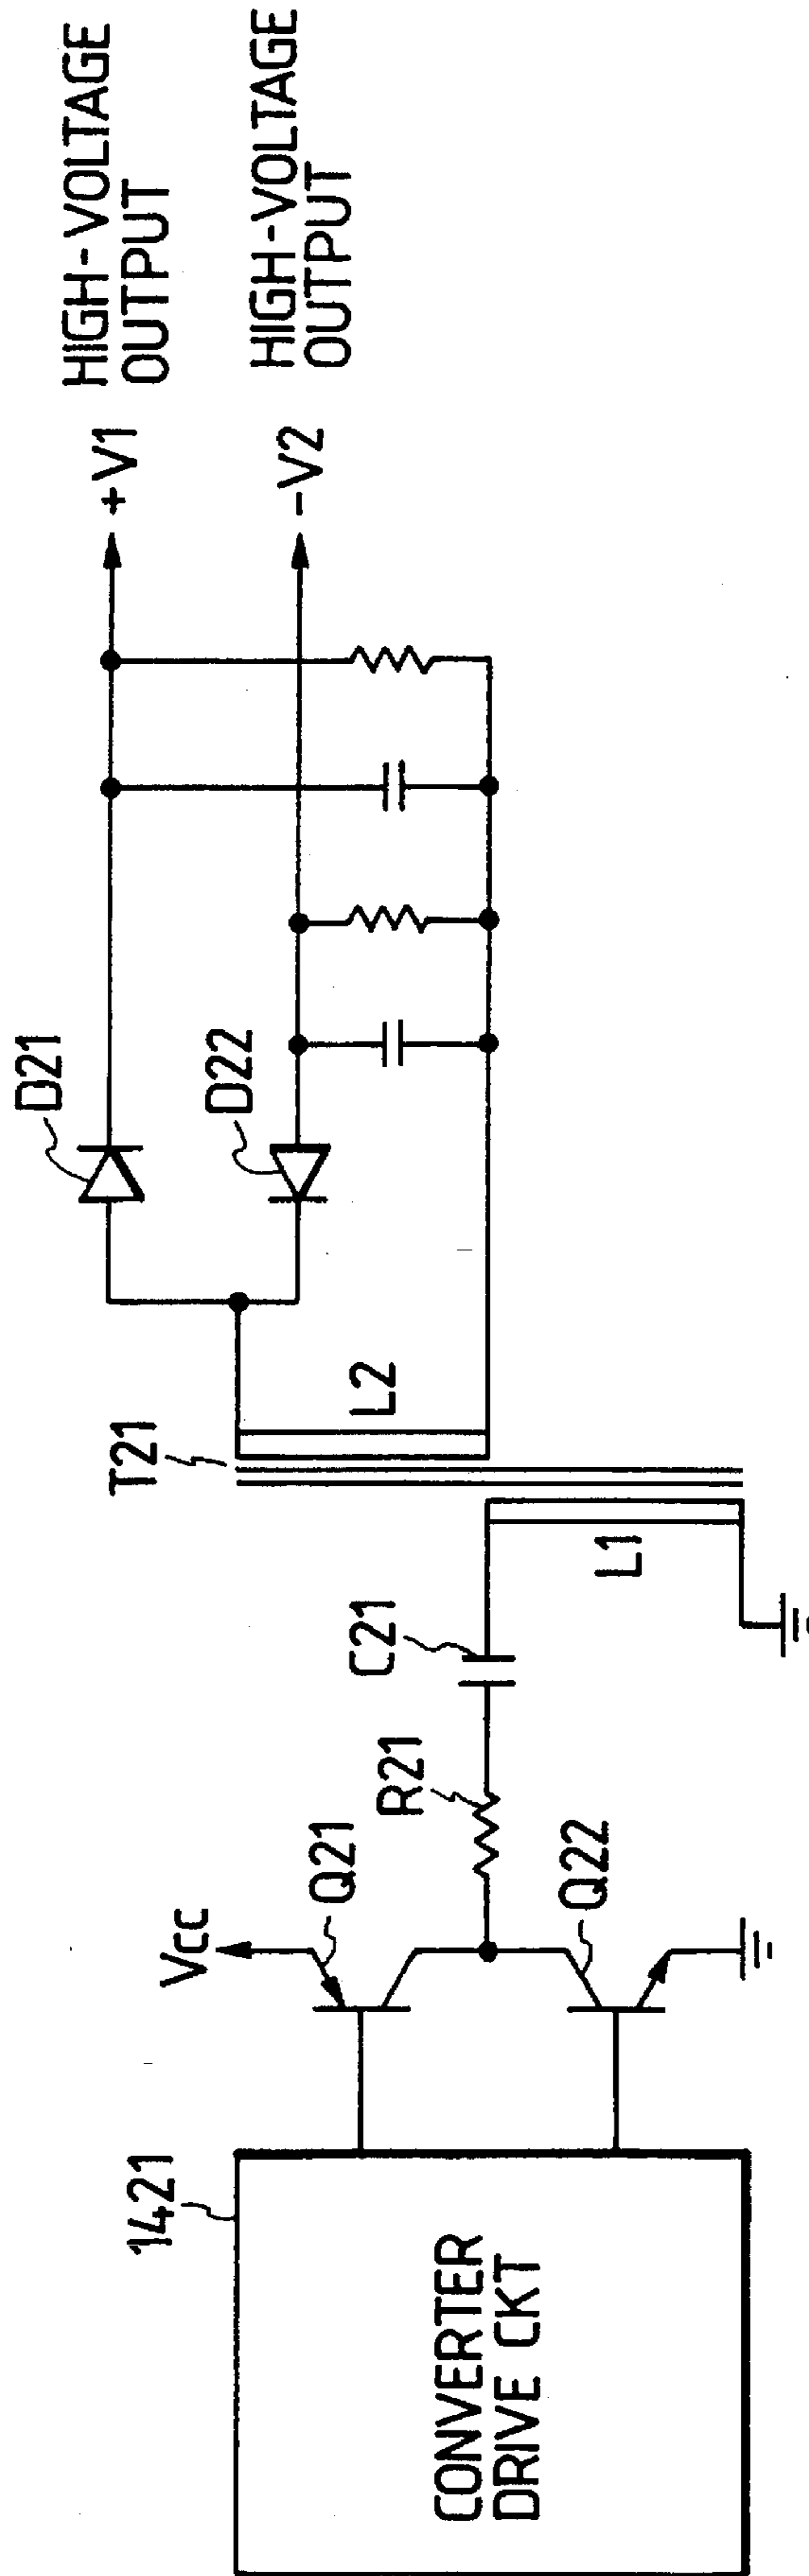 1421
CONVERTER
DRIVE CKT
Vcc
Q21
Q22
R21
C21
L1
T21
L2
D21
D22
+V1
HIGH-VOLTAGE
OUTPUT
-V2
HIGH-VOLTAGE
OUTPUT